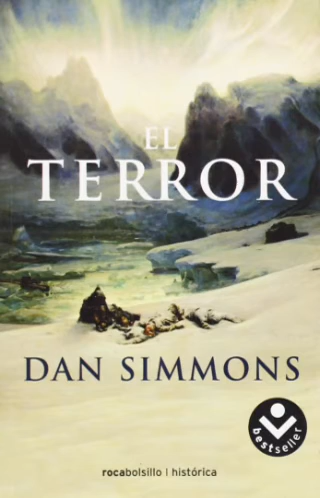 EL
TERROR
DAN SIMMONS
bestseller
rocabolsillo | histórica